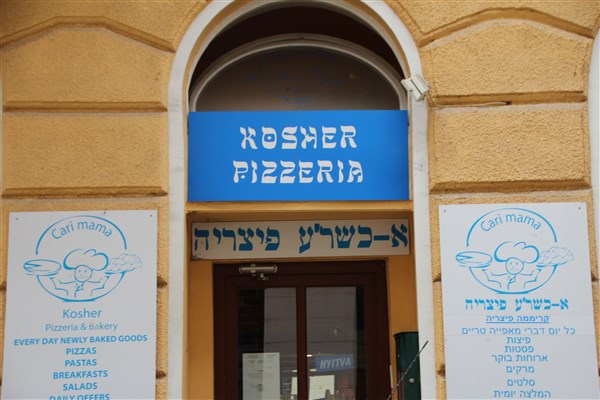 KOSHER
PIZZERIA
א-כשר'ע פיצריה
Cari mama
Kosher
Pizzeria & Bakery
EVERY DAY NEWLY BAKED GOODS
PIZZAS
PASTAS
BREAKFASTS
SALADS
DAILY OFFERS
NYITVA
Cari mama
א-כשר'ע פיצריה
קריממה פיצריה
כל יום דברי מאפייה טריים
פיצות
פסטות
ארוחות בוקר
מרקים
סלטים
המלצה יומית